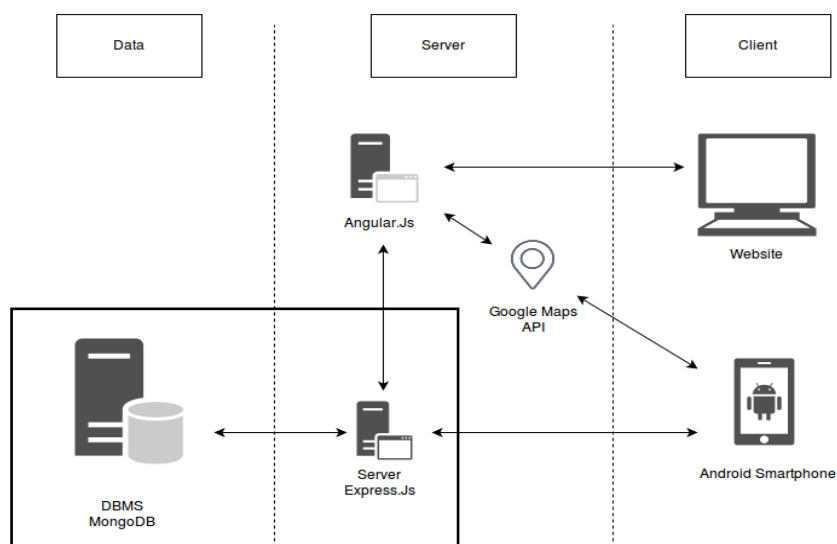 Data
Server
Client
Angular.Js
Website
Google Maps
API
DBMS
MongoDB
Server
Express.Js
Android Smartphone